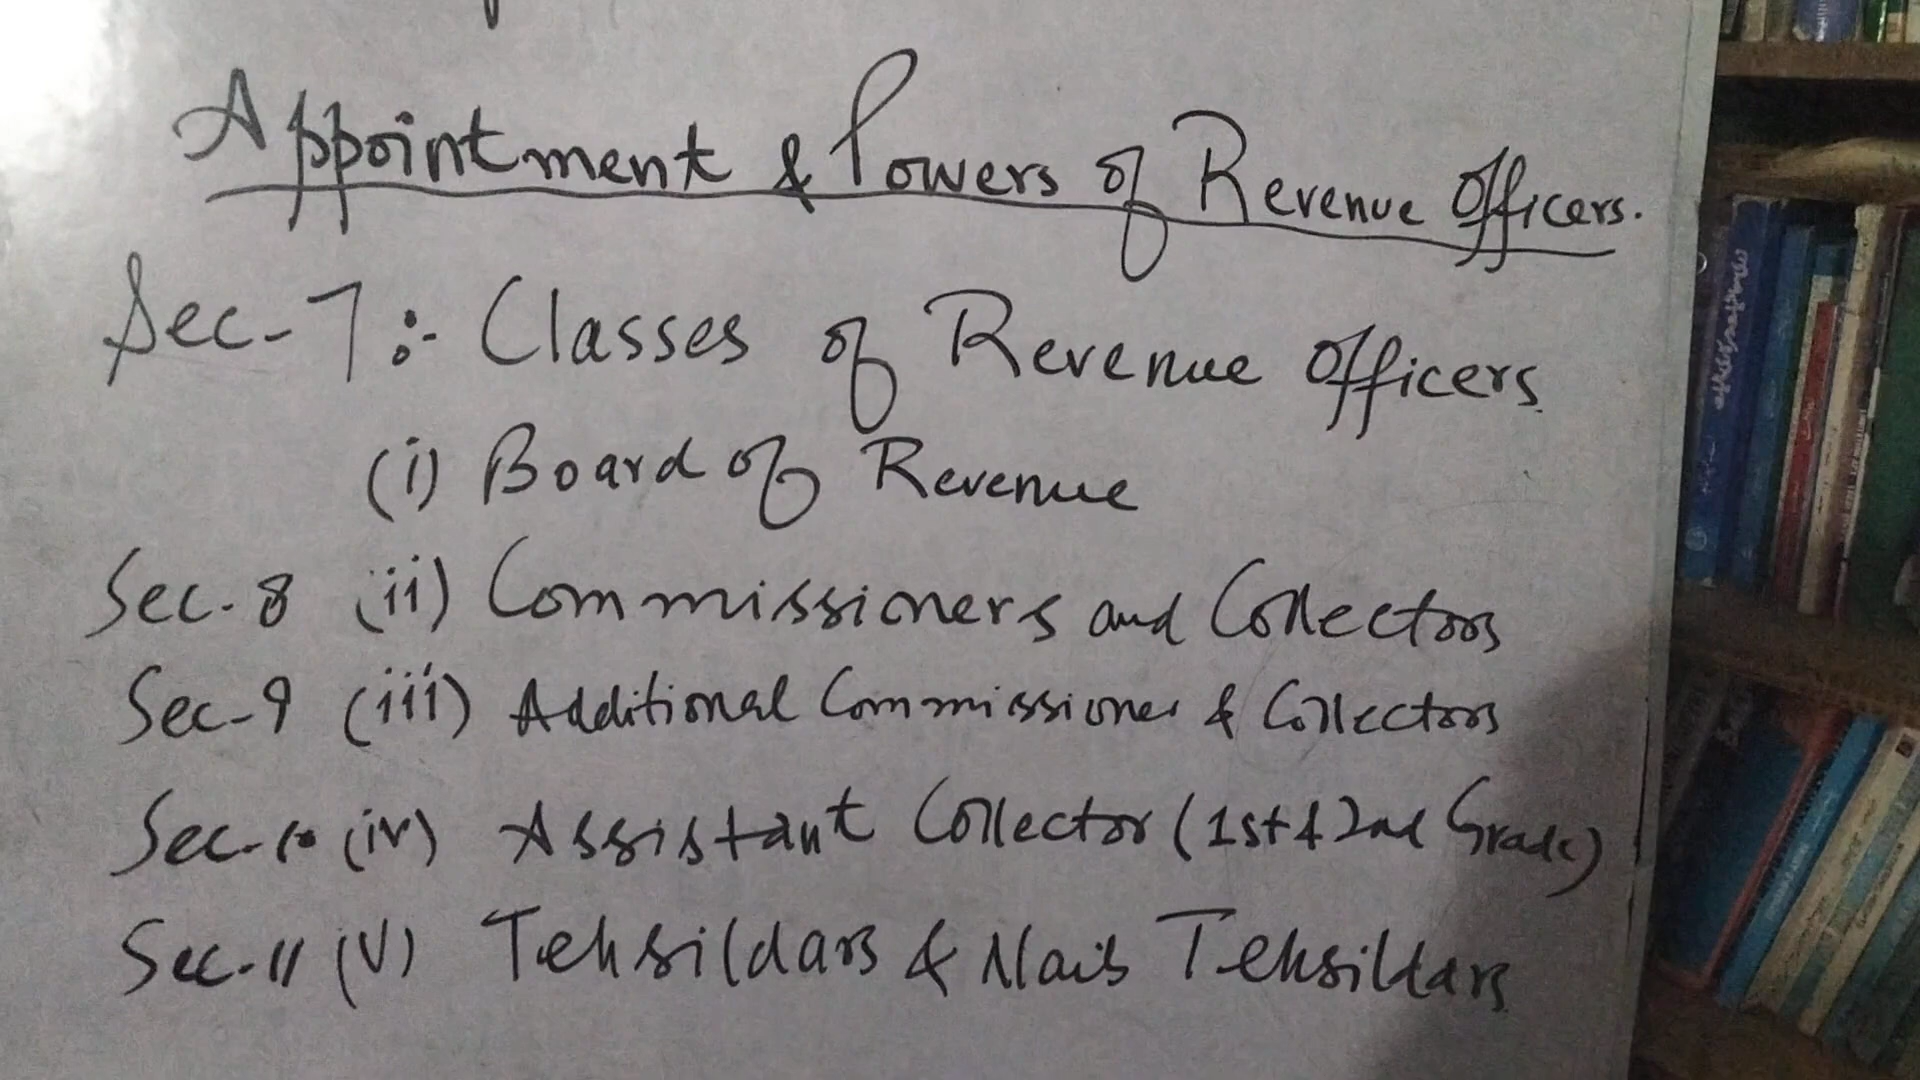 Appointment & Powers of Revenue Officers.
Sec-7:- Classes of Revenue Officers
(i) Board of Revenue
Sec-8 (ii) Commissioners and Collectors
Sec-9 (iii) Additional Commissioner & Collectors
Sec-10 (iv) Assistant Collector (1st & 2nd Grade)
Sec-11 (V) Tehsildars & Naib Tehsildars